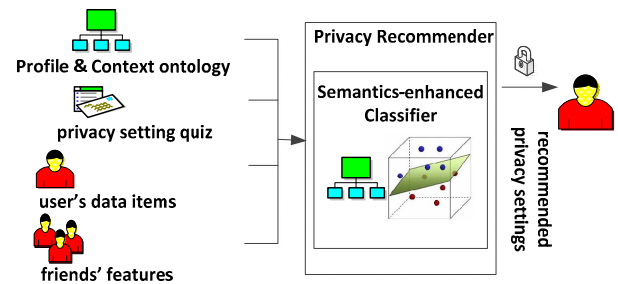 Profile & Context ontology
privacy setting quiz
user's data items
friends' features
Privacy Recommender
Semantics-enhanced
Classifier
recommended
privacy settings